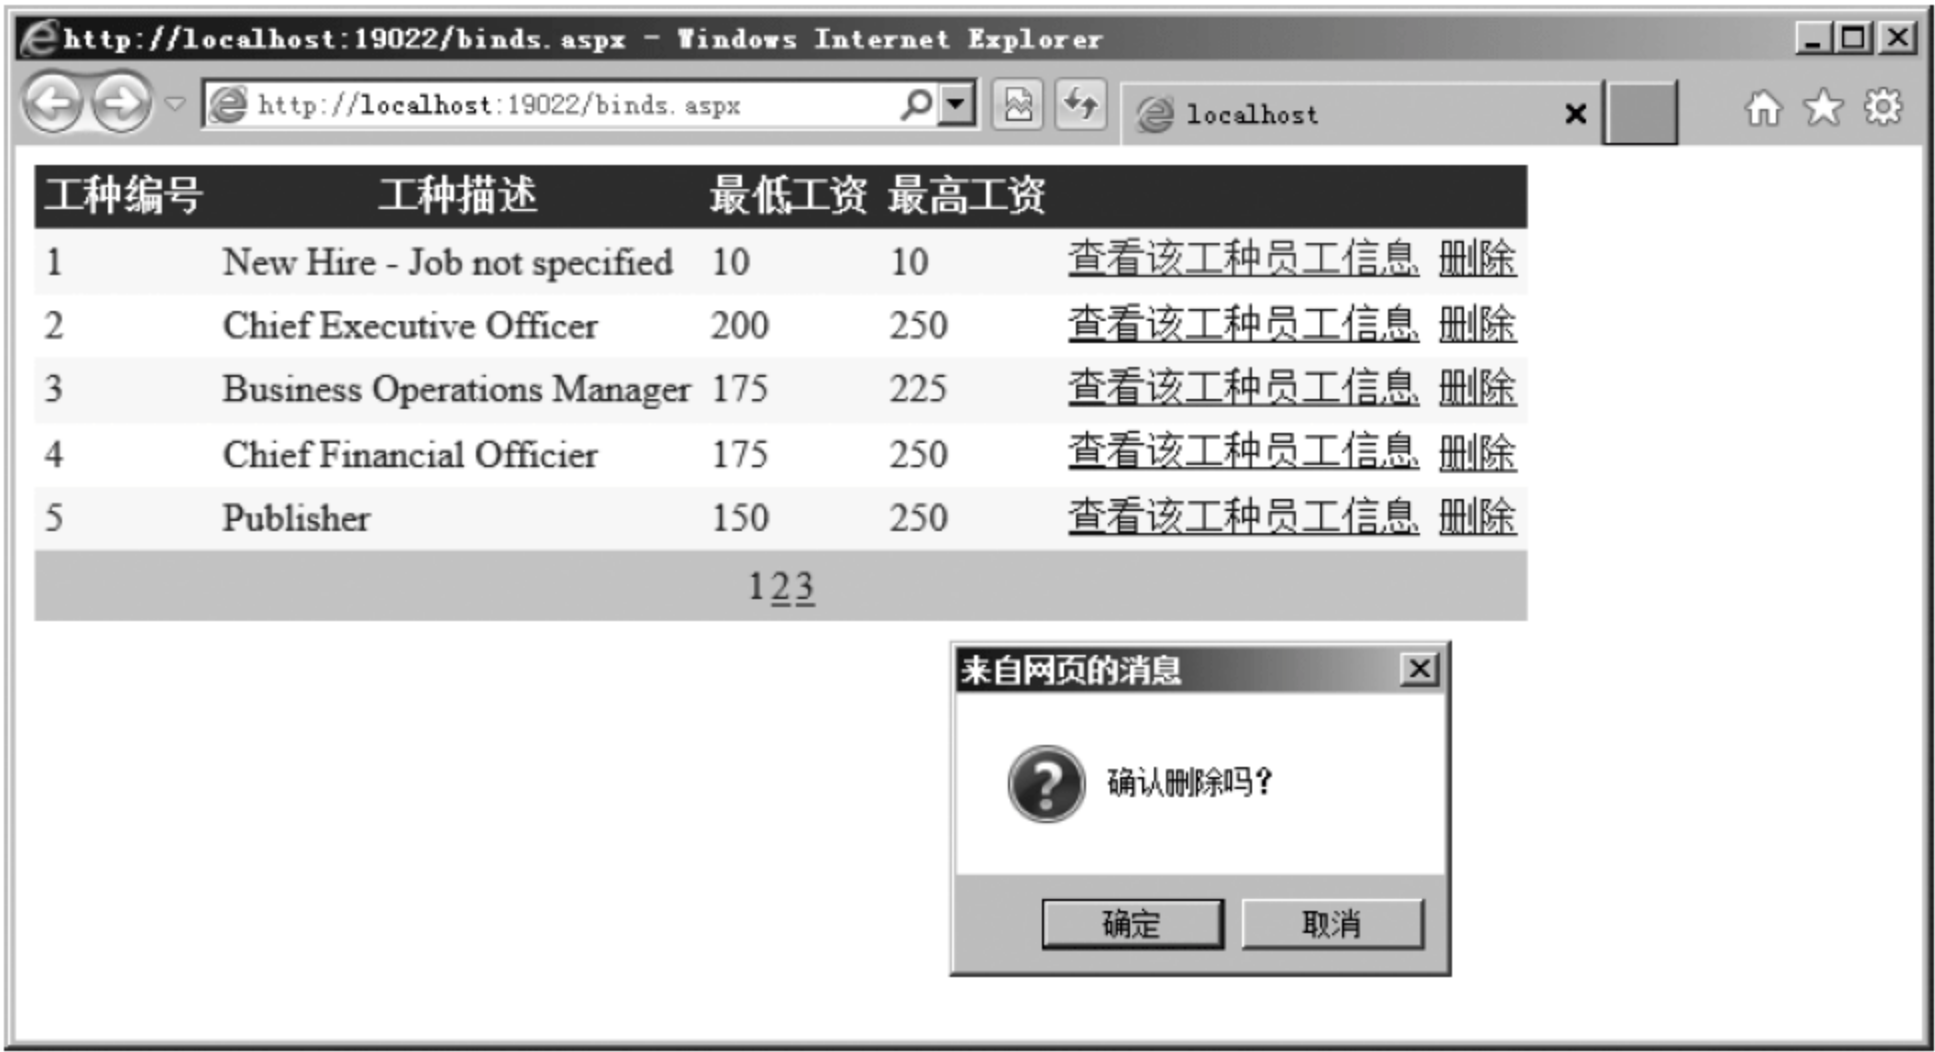 http://localhost:19022/binds.aspx - Windows Internet Explorer
http://localhost:19022/binds.aspx localhost
工种编号 工种描述 最低工资 最高工资
1 New Hire - Job not specified 10 10 查看该工种员工信息 删除
2 Chief Executive Officer 200 250 查看该工种员工信息 删除
3 Business Operations Manager 175 225 查看该工种员工信息 删除
4 Chief Financial Officier 175 250 查看该工种员工信息 删除
5 Publisher 150 250 查看该工种员工信息 删除
1 2 3
来自网页的消息
确认删除吗?
确定 取消